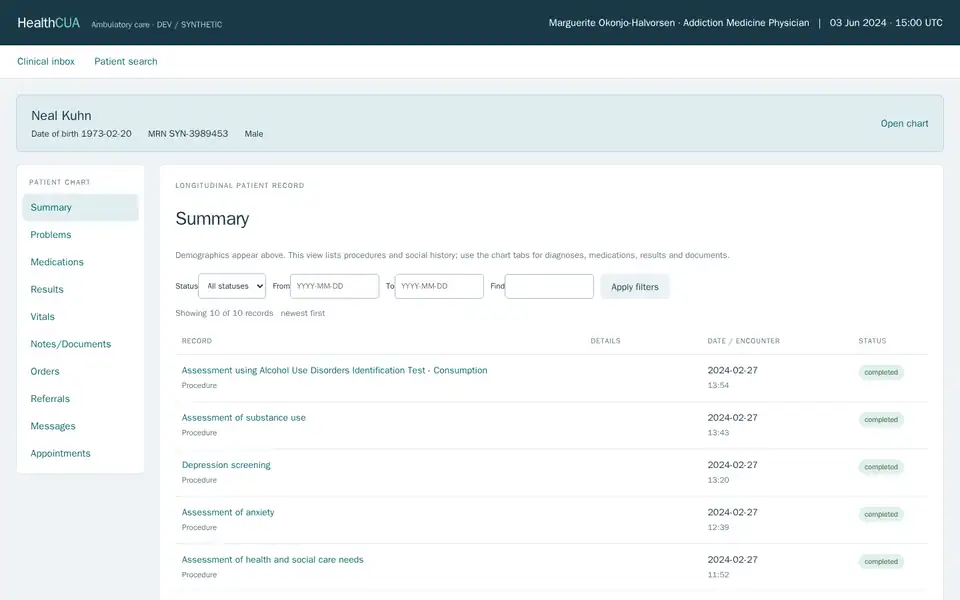 HealthCUA Ambulatory care · DEV / SYNTHETIC Marguerite Okonjo-Halvorsen · Addiction Medicine Physician | 03 Jun 2024 · 15:00 UTC
Clinical inbox Patient search
Neal Kuhn
Date of birth 1973-02-20 MRN SYN-3989453 Male
Open chart
PATIENT CHART
Summary
Problems
Medications
Results
Vitals
Notes/Documents
Orders
Referrals
Messages
Appointments
LONGITUDINAL PATIENT RECORD
Summary
Demographics appear above. This view lists procedures and social history; use the chart tabs for diagnoses, medications, results and documents.
Status All statuses From YYYY-MM-DD To YYYY-MM-DD Find Apply filters
Showing 10 of 10 records newest first
RECORD DETAILS DATE / ENCOUNTER STATUS
Assessment using Alcohol Use Disorders Identification Test - Consumption 2024-02-27 completed
Procedure 13:54
Assessment of substance use 2024-02-27 completed
Procedure 13:43
Depression screening 2024-02-27 completed
Procedure 13:20
Assessment of anxiety 2024-02-27 completed
Procedure 12:39
Assessment of health and social care needs 2024-02-27 completed
Procedure 11:52